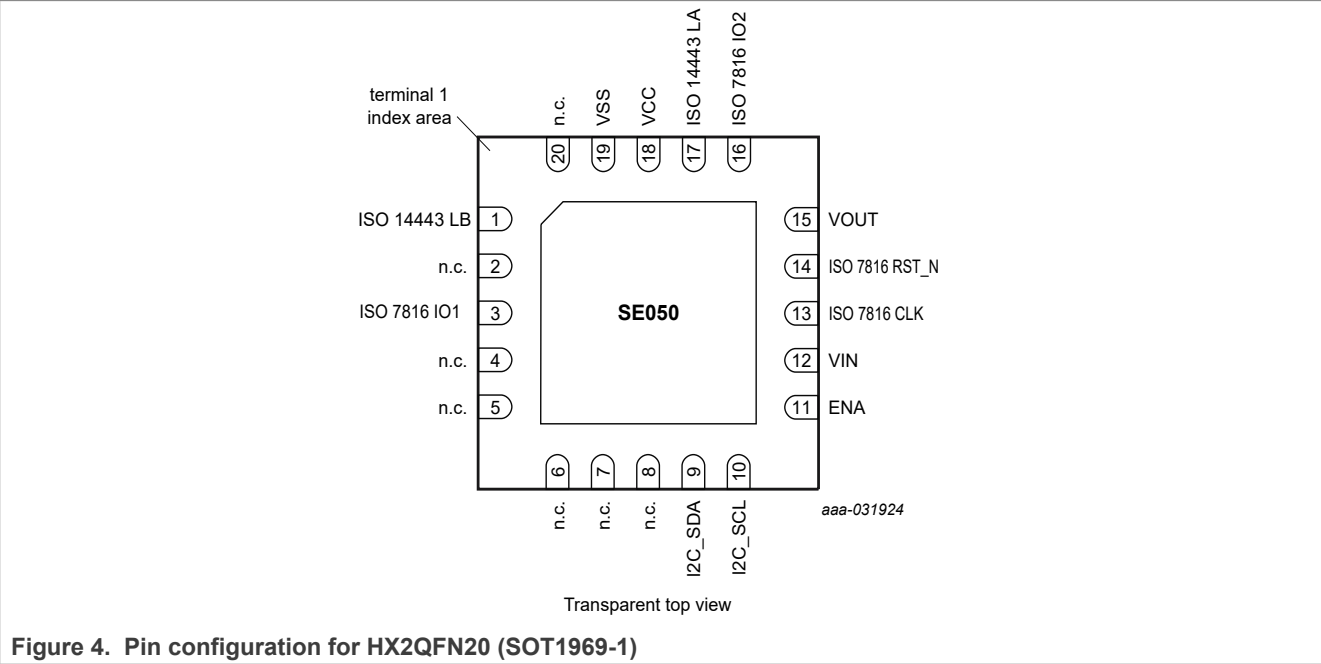 terminal 1
index area
n.c.
VSS
VCC
ISO 14443 LA
ISO 7816 IO2
20
19
18
17
16
ISO 14443 LB
1
n.c.
2
ISO 7816 IO1
3
n.c.
4
n.c.
5
SE050
15
VOUT
14
ISO 7816 RST_N
13
ISO 7816 CLK
12
VIN
11
ENA
6
7
8
9
10
n.c.
n.c.
n.c.
I2C_SDA
I2C_SCL
aaa-031924
Transparent top view
Figure 4. Pin configuration for HX2QFN20 (SOT1969-1)